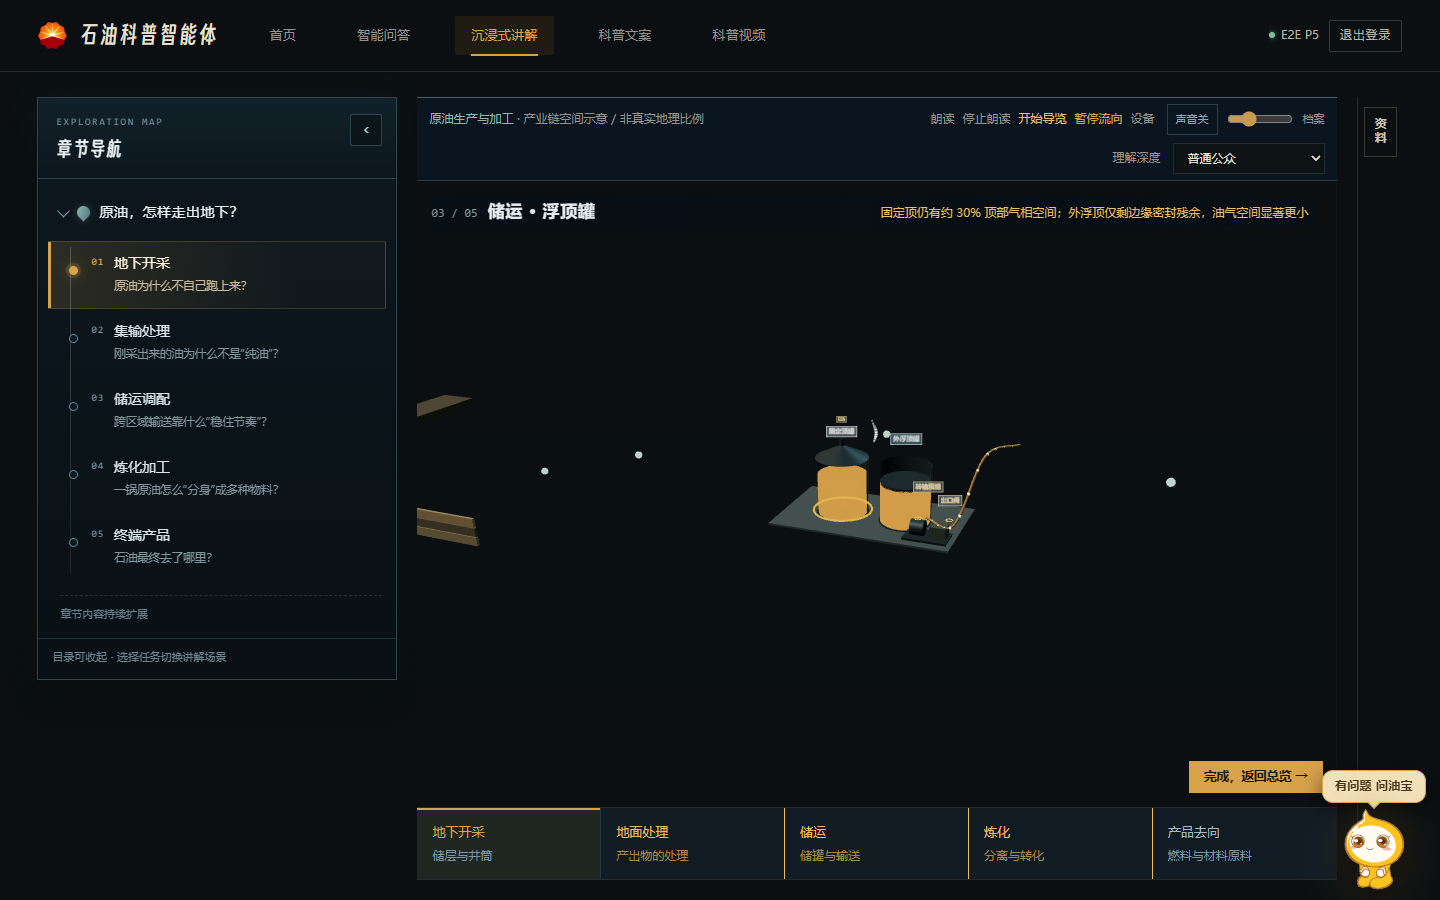 石油科普智能体
首页
智能问答
沉浸式讲解
科普文案
科普视频
E2E P5
退出登录
EXPLORATION MAP
章节导航
‹
原油，怎样走出地下？
01 地下开采
原油为什么不自己跑上来？
02 集输处理
刚采出来的油为什么不是“纯油”？
03 储运调配
跨区域输送靠什么“稳住节奏”？
04 炼化加工
一锅原油怎么“分身”成多种物料？
05 终端产品
石油最终去了哪里？
章节内容持续扩展
目录可收起 · 选择任务切换讲解场景
原油生产与加工 · 产业链空间示意 / 非真实地理比例
朗读 停止朗读 开始导览 暂停流向 设备 声音关 档案
理解深度 普通公众
03 / 05 储运 • 浮顶罐
固定顶仍有约 30% 顶部气相空间；外浮顶仅剩边缘密封残余，油气空间显著更小
固定顶罐
外浮顶罐
出口阀
完成，返回总览 →
地下开采
储层与井筒
地面处理
产出物的处理
储运
储罐与输送
炼化
分离与转化
产品去向
燃料与材料原料
资料
有问题 问油宝